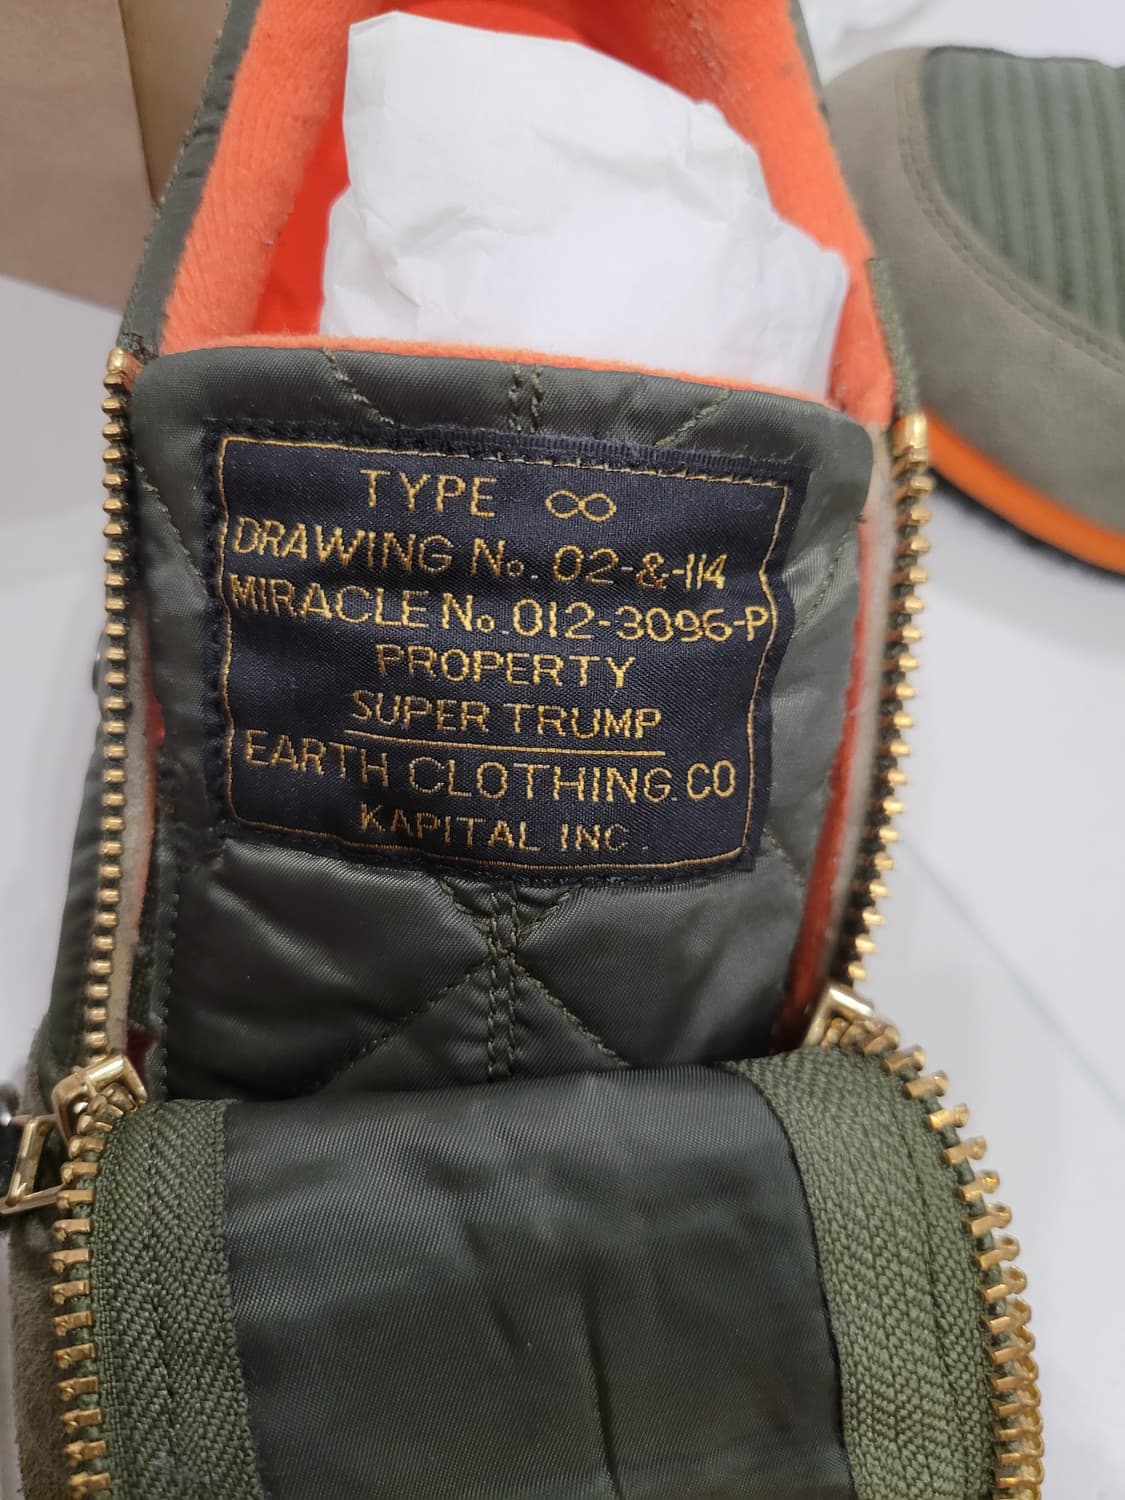 TYPE ∞
DRAWING No. 02-&-114
MIRACLE No. 012-3096-P
PROPERTY
SUPER TRUMP
EARTH CLOTHING.CO
KAPITAL INC.